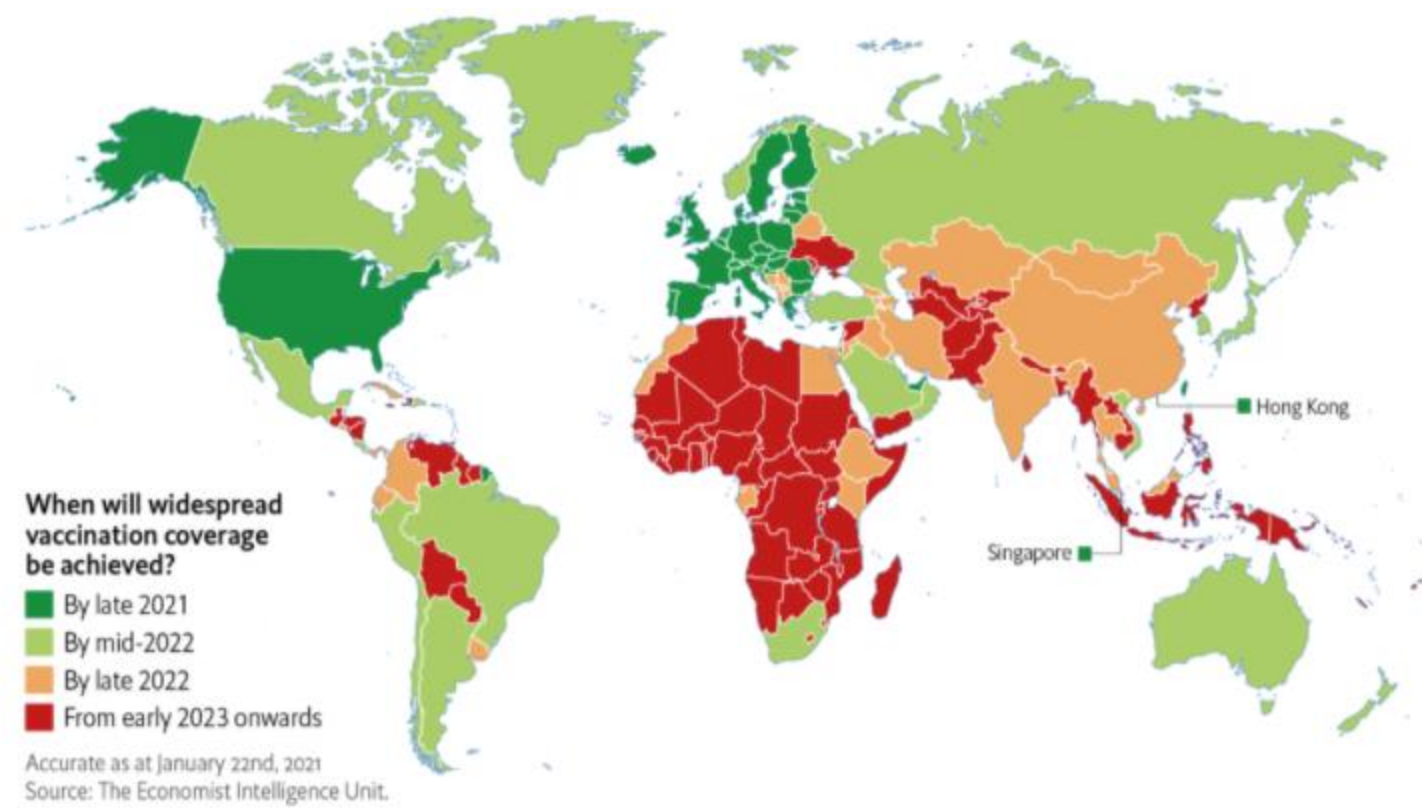 Hong Kong
When will widespread
vaccination coverage
be achieved?
Singapore
By late 2021
By mid-2022
By late 2022
From early 2023 onwards
Accurate as at January 22nd, 2021
Source: The Economist Intelligence Unit.